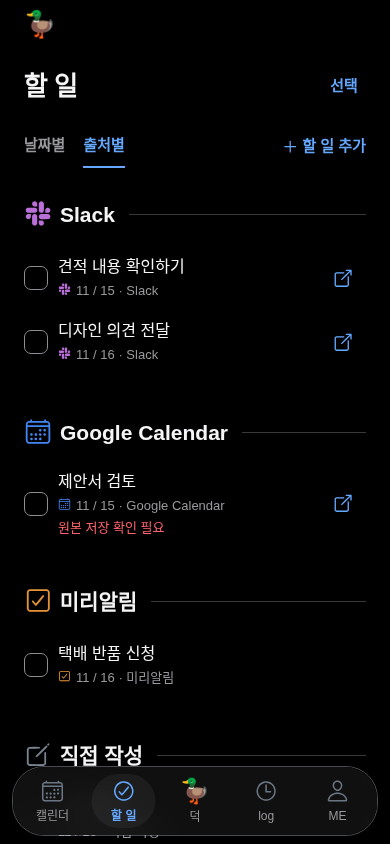 할 일
선택
날짜별
출처별
+ 할 일 추가
Slack
견적 내용 확인하기
11 / 15 · Slack
디자인 의견 전달
11 / 16 · Slack
Google Calendar
제안서 검토
11 / 15 · Google Calendar
원본 저장 확인 필요
미리알림
택배 반품 신청
11 / 16 · 미리알림
직접 작성
캘린더
할 일
덕
log
ME